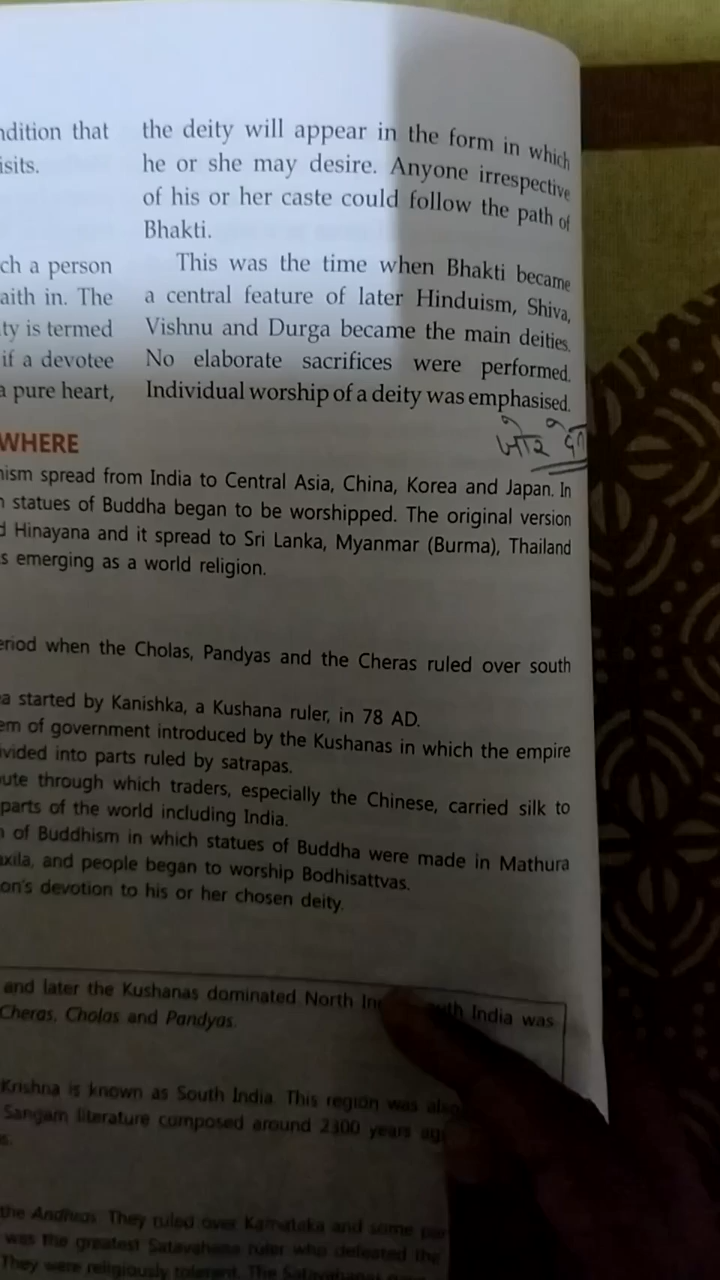 ndition that
isits.
ch a person
aith in. The
ty is termed
if a devotee
a pure heart,
the deity will appear in the form in which
he or she may desire. Anyone irrespective
of his or her caste could follow the path of
Bhakti.
This was the time when Bhakti became
a central feature of later Hinduism, Shiva,
Vishnu and Durga became the main deities.
No elaborate sacrifices were performed.
Individual worship of a deity was emphasised.
जोर
WHERE
nism spread from India to Central Asia, China, Korea and Japan. In
statues of Buddha began to be worshipped. The original version
d Hinayana and it spread to Sri Lanka, Myanmar (Burma), Thailand
s emerging as a world religion.
eriod when the Cholas, Pandyas and the Cheras ruled over south
a started by Kanishka, a Kushana ruler, in 78 AD.
em of government introduced by the Kushanas in which the empire
ivided into parts ruled by satrapas.
oute through which traders, especially the Chinese, carried silk to
parts of the world including India.
of Buddhism in which statues of Buddha were made in Mathura
axila, and people began to worship Bodhisattvas.
on's devotion to his or her chosen deity.
and later the Kushanas dominated North India was
Cheras, Cholas and Pandyas.
Krishna is known as South India. This region was also
Sangam literature composed around 2300 years
s.
the Andhras. They ruled over Karnataka and some
was the greatest Satavahana ruler who defeated the
They were religiously tolerant. The